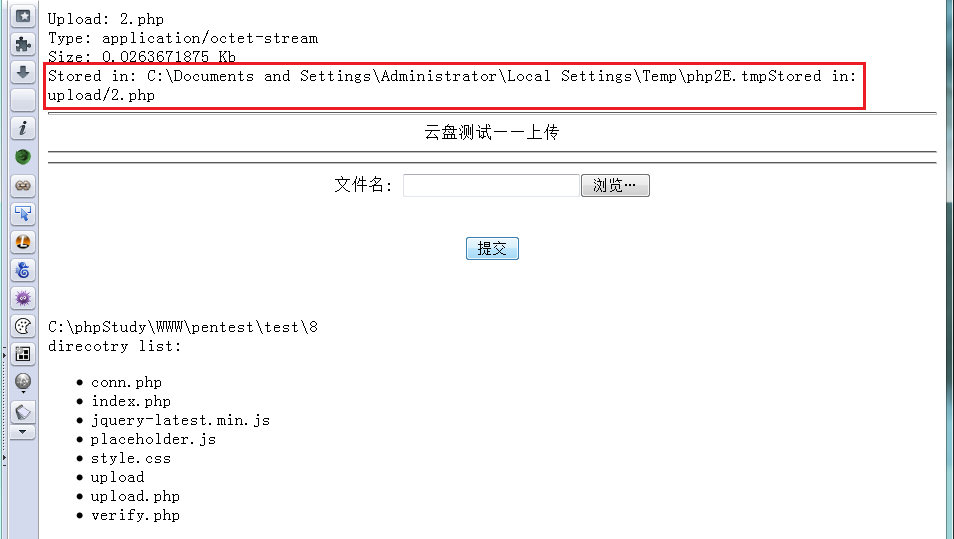 Upload: 2.php
Type: application/octet-stream
Size: 0.0263671875 Kb
Stored in: C:\Documents and Settings\Administrator\Local Settings\Temp\php2E.tmpStored in:
upload/2.php
云盘测试－－上传
文件名: 浏览…
提交
C:\phpStudy\WWW\pentest\test\8
direcotry list:
conn.php
index.php
jquery-latest.min.js
placeholder.js
style.css
upload
upload.php
verify.php